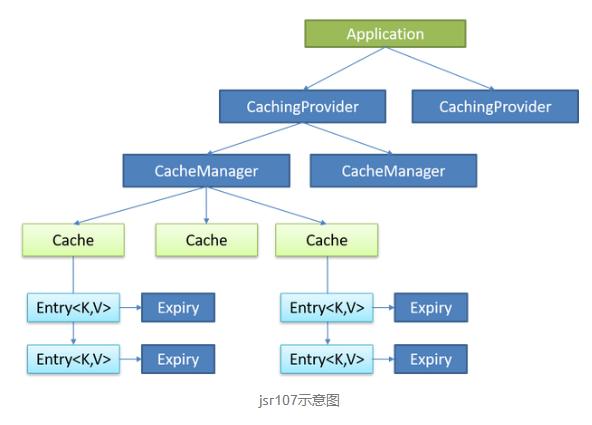 Application
CachingProvider CachingProvider
CacheManager CacheManager
Cache Cache Cache
Entry<K,V> Expiry Entry<K,V> Expiry
Entry<K,V> Expiry Entry<K,V> Expiry
jsr107示意图